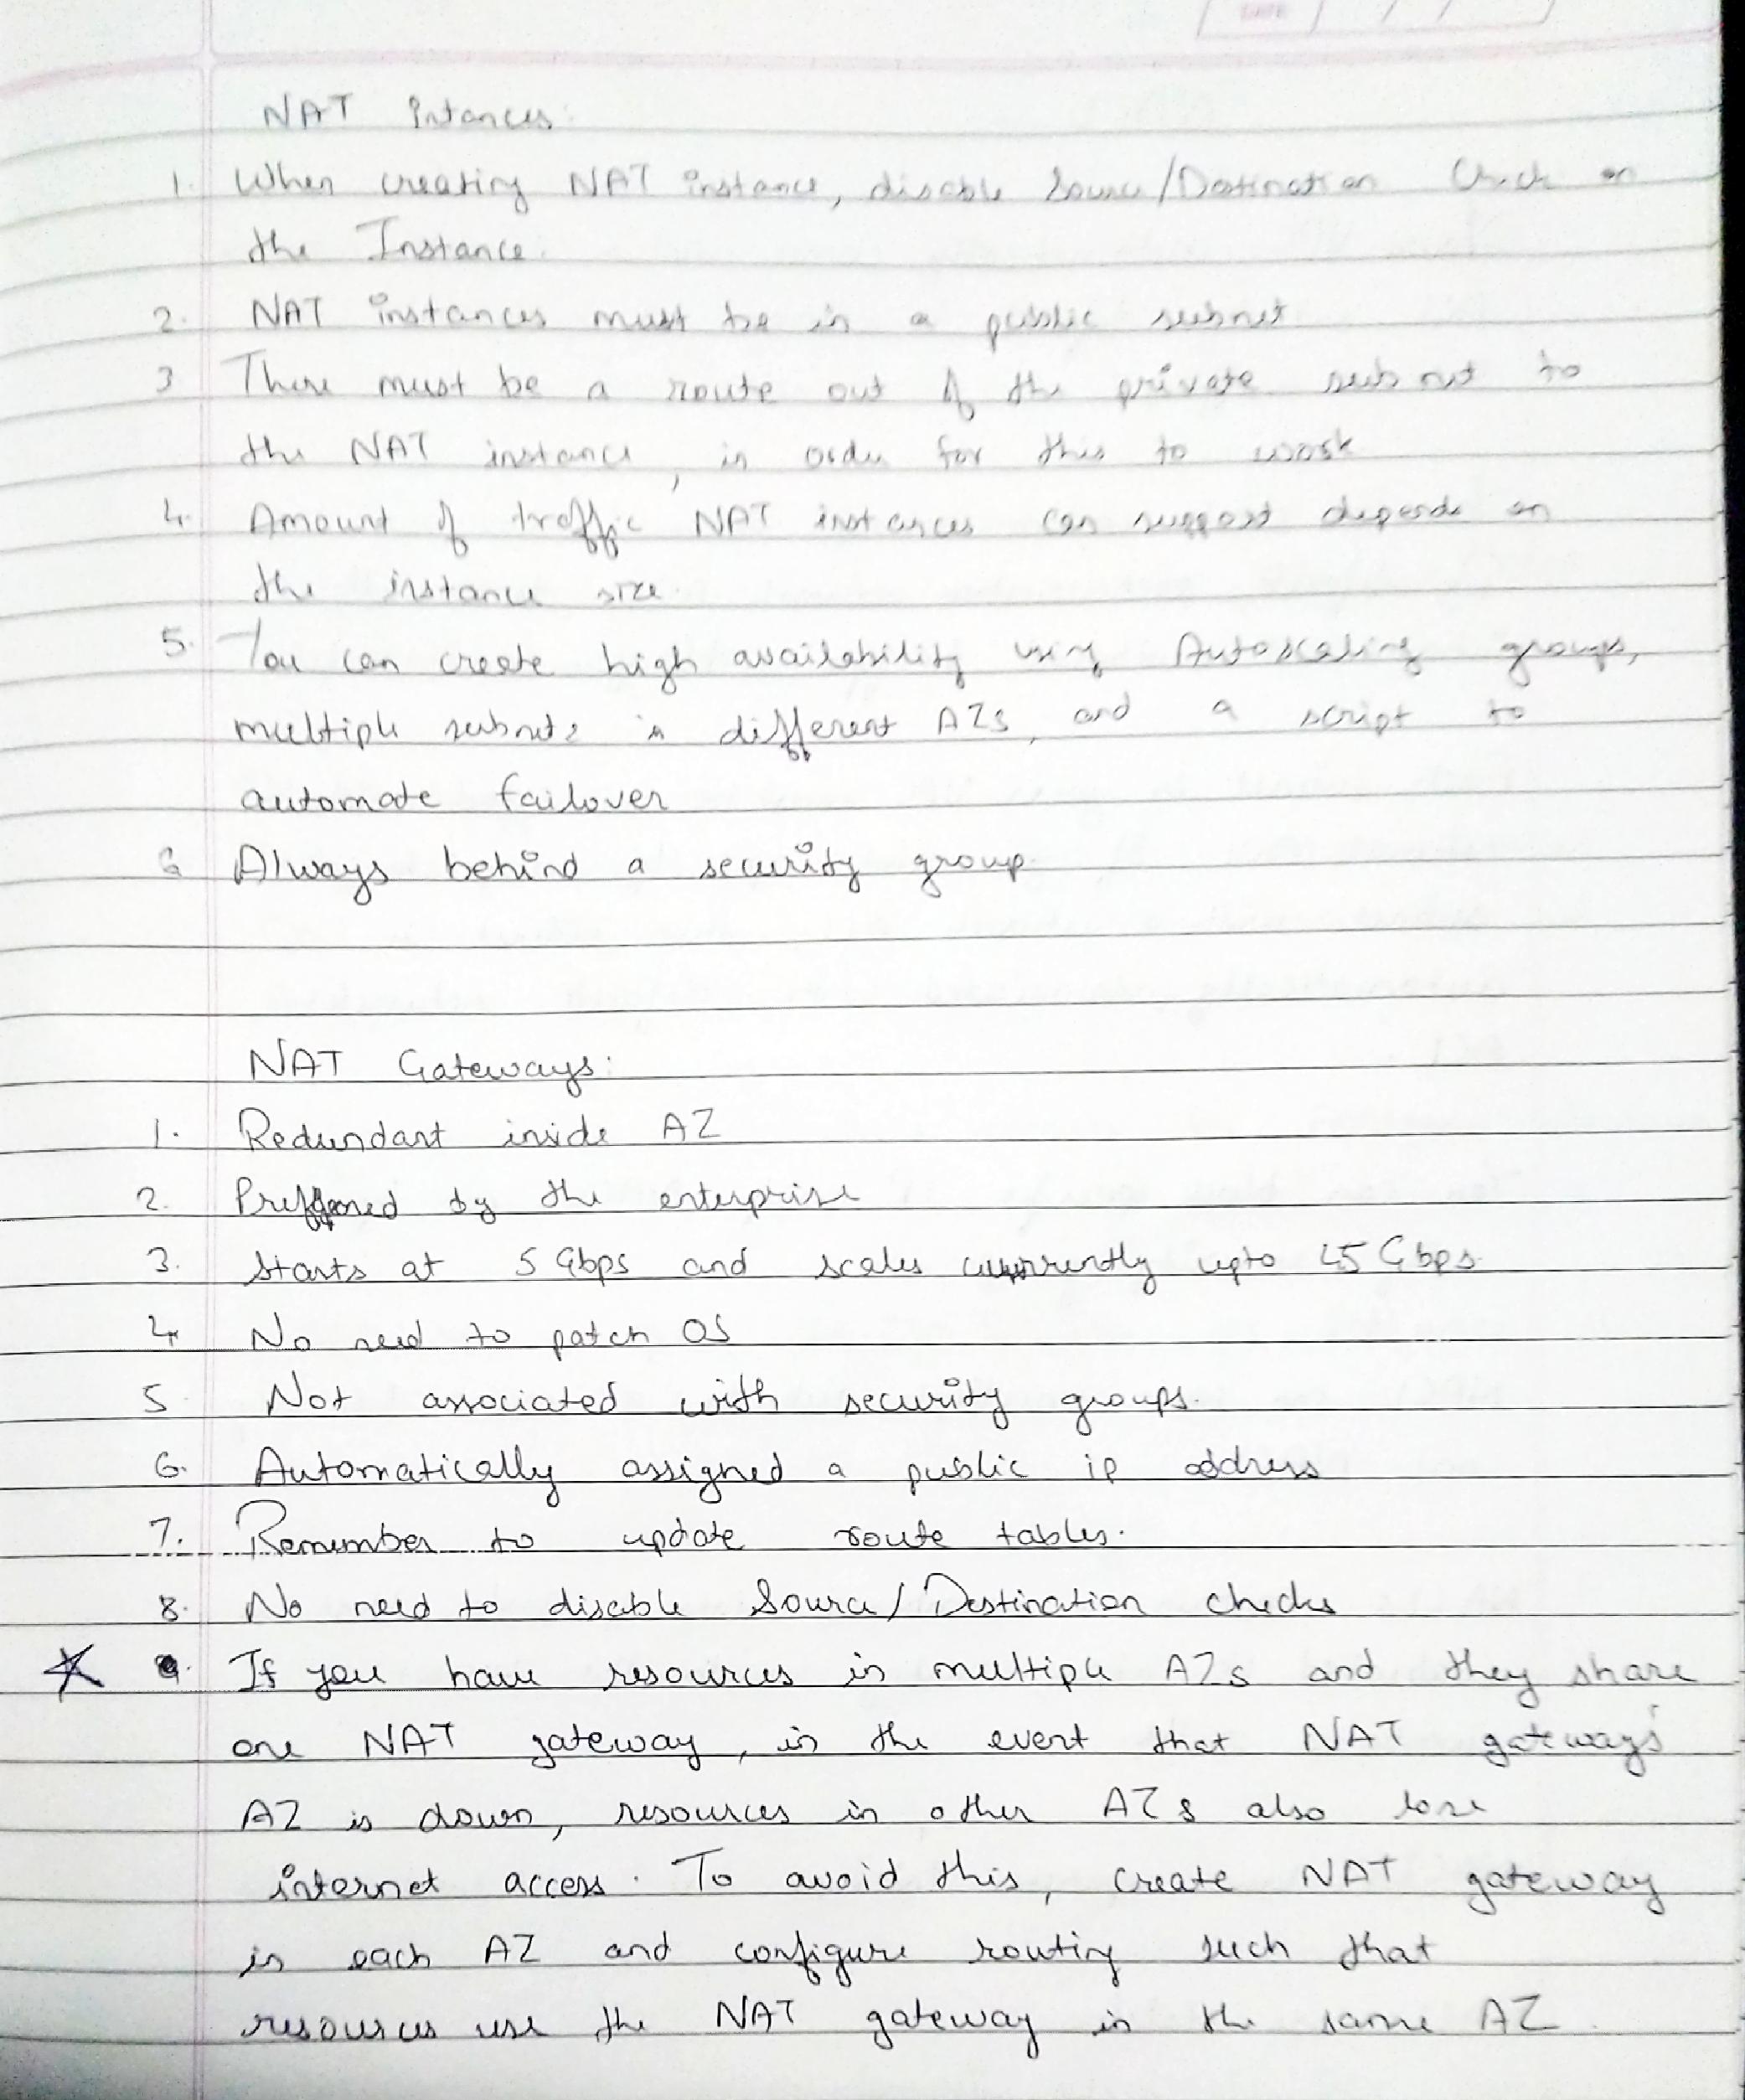 DATE / /
NAT Intances:
1. When creating NAT instance, disable Source/Destination Check on
the Instance.
2. NAT instances must be in a public subnet
3 There must be a route out of the private subnet to
the NAT instance, in order for this to work
4. Amount of traffic NAT instances can support depends on
the instance size.
5. You can create high availability using Autoscaling groups,
multiple subnets in different AZs, and a script to
automate failover
6 Always behind a security group.
NAT Gateways:
1. Redundant inside AZ
2. Preffered by the enterprise
3. Starts at 5 Gbps and scales currently upto 45 Gbps.
4. No need to patch OS
5 Not associated with security groups.
6. Automatically assigned a public ip address
7. Remember to update route tables.
8. No need to disable Source/Destination checks
9. If you have resources in multiple AZs and they share
one NAT gateway, in the event that NAT gateway's
AZ is down, resources in other AZs also lose
internet access. To avoid this, create NAT gateway
in each AZ and configure routing such that
resources use the NAT gateway in the same AZ.